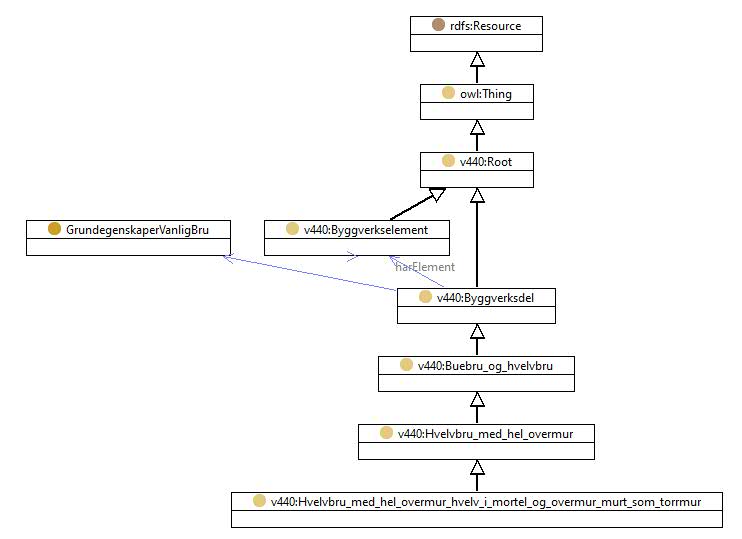 rdfs:Resource
owl:Thing
v440:Root
GrundegenskaperVanligBru
v440:Byggverkselement
harElement
v440:Byggverksdel
v440:Buebru_og_hvelvbru
v440:Hvelvbru_med_hel_overmur
v440:Hvelvbru_med_hel_overmur_hvelv_i_mortel_og_overmur_murt_som_torrmur